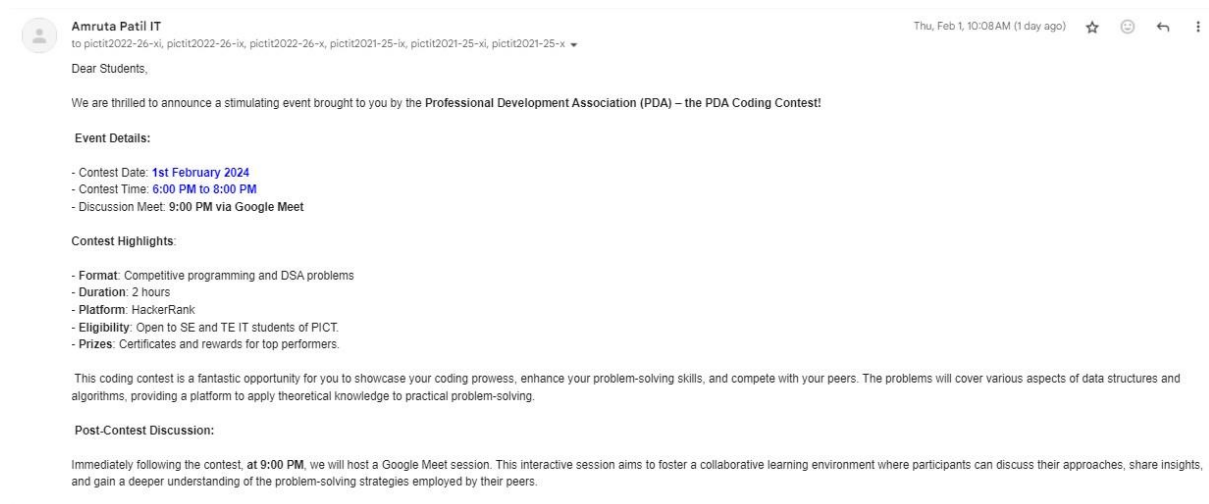 Amruta Patil IT
Thu, Feb 1, 10:08 AM (1 day ago)
to pictit2022-26-xi, pictit2022-26-ix, pictit2022-26-x, pictit2021-25-ix, pictit2021-25-xi, pictit2021-25-x
Dear Students,
We are thrilled to announce a stimulating event brought to you by the Professional Development Association (PDA) – the PDA Coding Contest!
Event Details:
- Contest Date: 1st February 2024
- Contest Time: 6:00 PM to 8:00 PM
- Discussion Meet: 9:00 PM via Google Meet
Contest Highlights:
- Format: Competitive programming and DSA problems
- Duration: 2 hours
- Platform: HackerRank
- Eligibility: Open to SE and TE IT students of PICT.
- Prizes: Certificates and rewards for top performers.
This coding contest is a fantastic opportunity for you to showcase your coding prowess, enhance your problem-solving skills, and compete with your peers. The problems will cover various aspects of data structures and
algorithms, providing a platform to apply theoretical knowledge to practical problem-solving.
Post-Contest Discussion:
Immediately following the contest, at 9:00 PM, we will host a Google Meet session. This interactive session aims to foster a collaborative learning environment where participants can discuss their approaches, share insights,
and gain a deeper understanding of the problem-solving strategies employed by their peers.